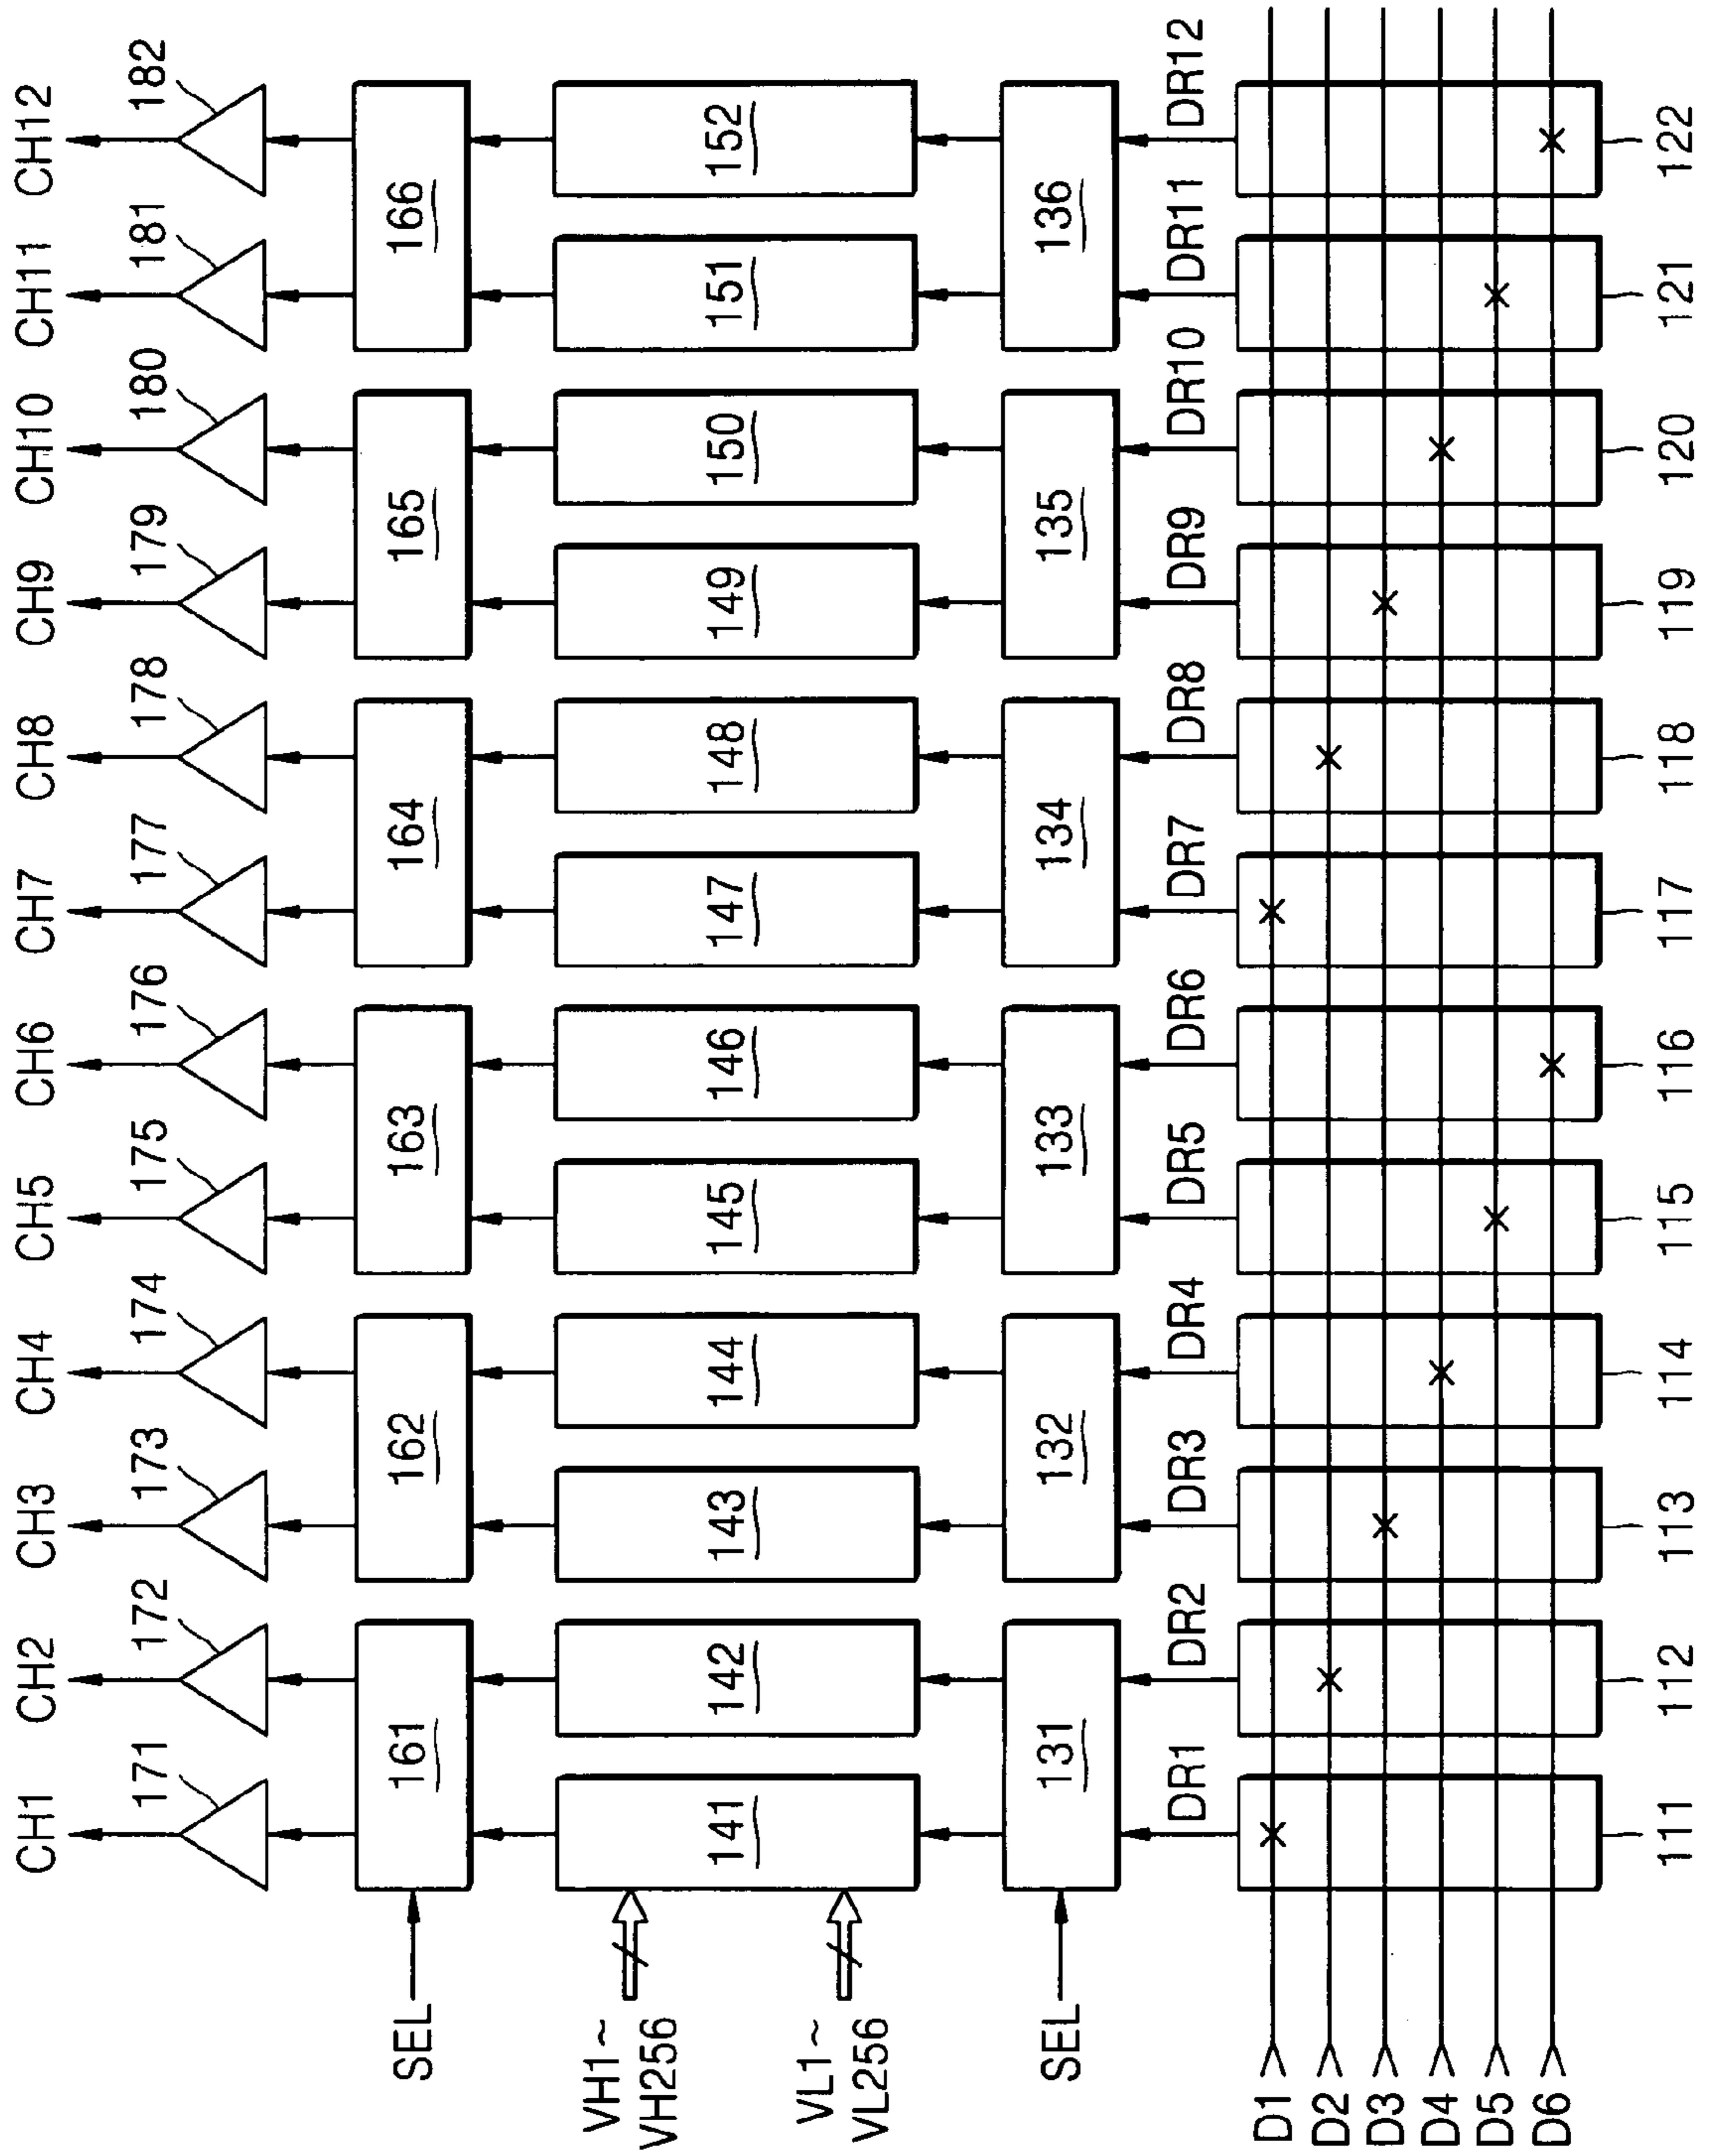 CH1 CH2 CH3 CH4 CH5 CH6 CH7 CH8 CH9 CH10 CH11 CH12
171 172 173 174 175 176 177 178 179 180 181 182
SEL 161 162 163 164 165 166
VH1~
VH256
141 142 143 144 145 146 147 148 149 150 151 152
VL1~
VL256
SEL 131 132 133 134 135 136
DR1 DR2 DR3 DR4 DR5 DR6 DR7 DR8 DR9 DR10 DR11 DR12
D1
D2
D3
D4
D5
D6
111 112 113 114 115 116 117 118 119 120 121 122